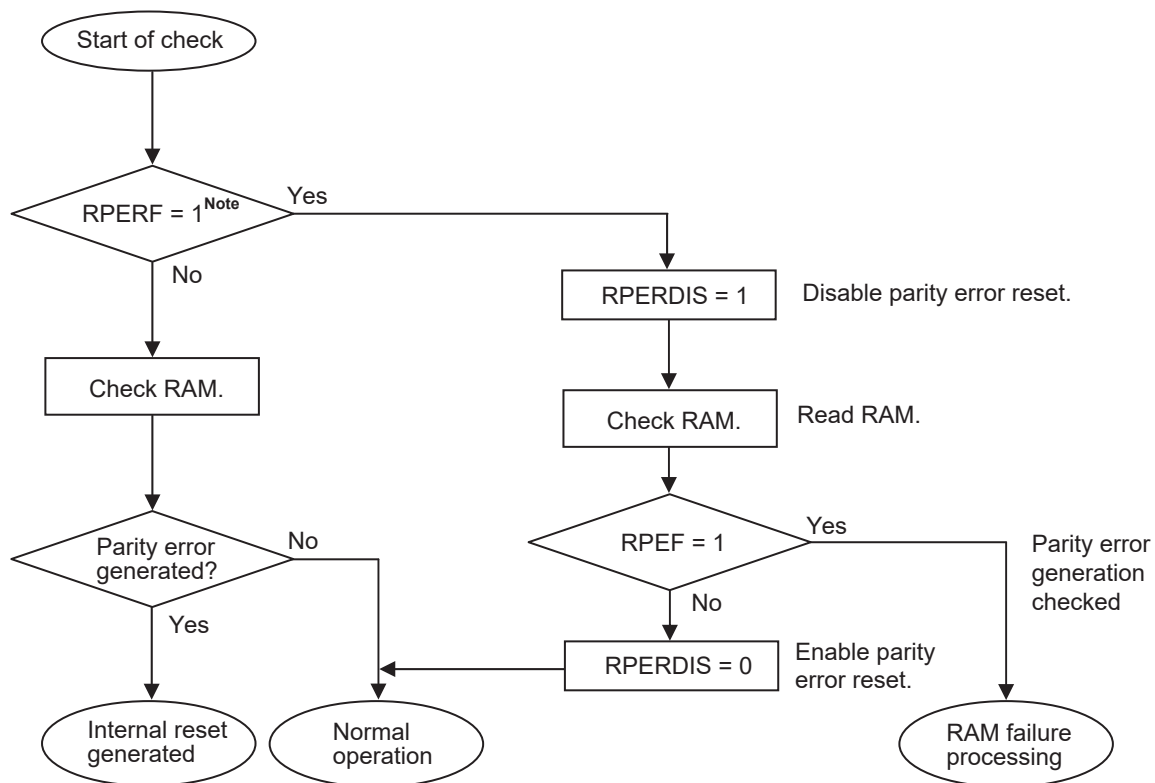 Start of check
RPERF = 1Note
Yes
No
RPERDIS = 1
Disable parity error reset.
Check RAM.
Check RAM.
Read RAM.
Parity error
generated?
No
Yes
RPEF = 1
Yes
No
Parity error
generation
checked
RPERDIS = 0
Enable parity
error reset.
Internal reset
generated
Normal
operation
RAM failure
processing